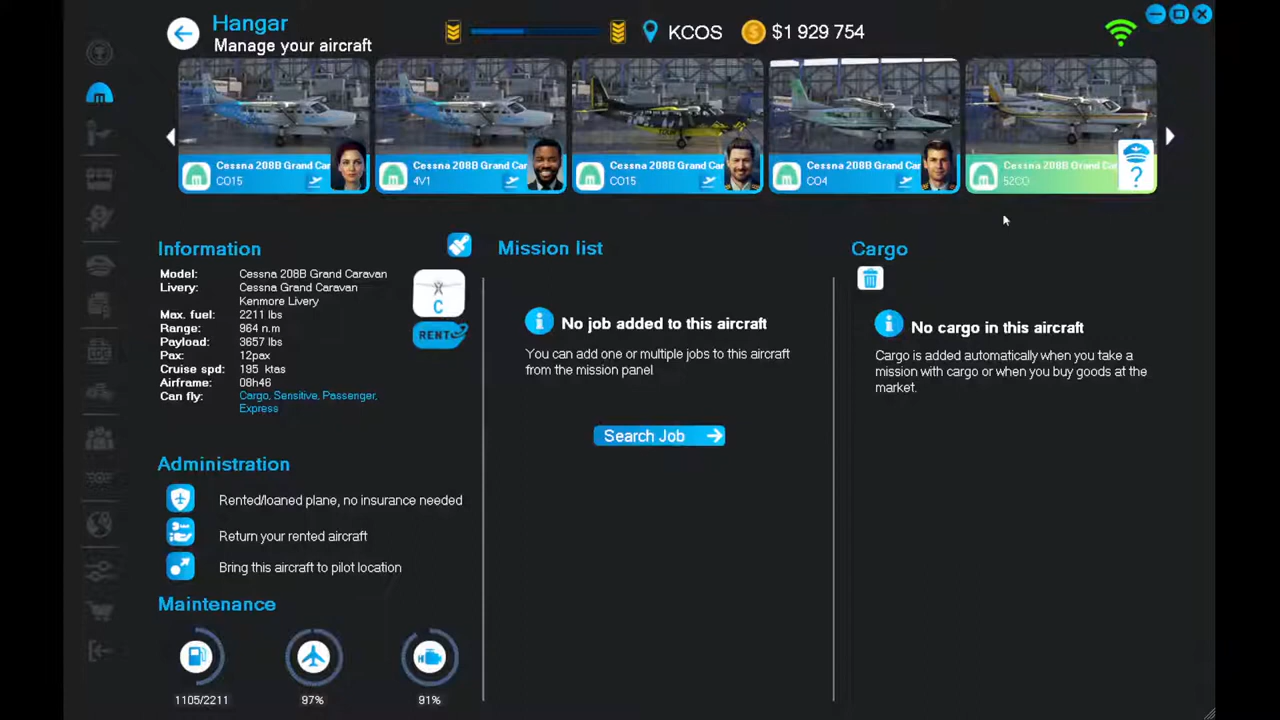 Hangar
Manage your aircraft
KCOS
$1 929 754
Cessna 208B Grand Car
CO15
Cessna 208B Grand Car
4V1
Cessna 208B Grand Car
CO15
Cessna 208B Grand Car
CO4
Cessna 208B Grand Car
52CO
?
Information
Model: Cessna 208B Grand Caravan
Livery: Cessna Grand Caravan
Kenmore Livery
Max. fuel: 2211 lbs
Range: 964 n.m
Payload: 3657 lbs
Pax: 12pax
Cruise spd: 195 ktas
Airframe: 08h46
Can fly: Cargo, Sensitive, Passenger,
Express
C
RENT
Administration
Rented/loaned plane, no insurance needed
Return your rented aircraft
Bring this aircraft to pilot location
Maintenance
1105/2211
97%
91%
Mission list
No job added to this aircraft
You can add one or multiple jobs to this aircraft
from the mission panel
Search Job
Cargo
No cargo in this aircraft
Cargo is added automatically when you take a
mission with cargo or when you buy goods at the
market.